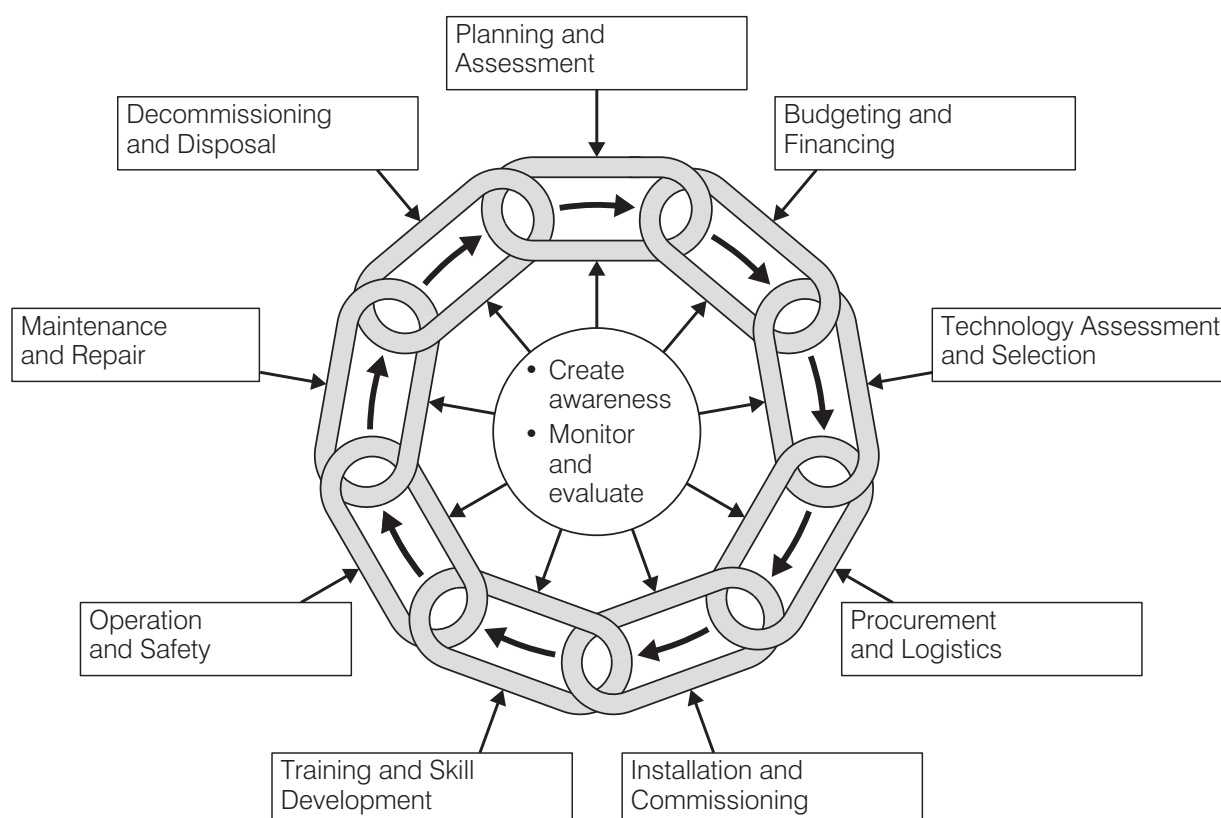 Planning and
Assessment
Budgeting and
Financing
Technology Assessment
and Selection
Procurement
and Logistics
Installation and
Commissioning
Training and Skill
Development
Operation
and Safety
Maintenance
and Repair
Decommissioning
and Disposal
• Create
awareness
• Monitor
and
evaluate